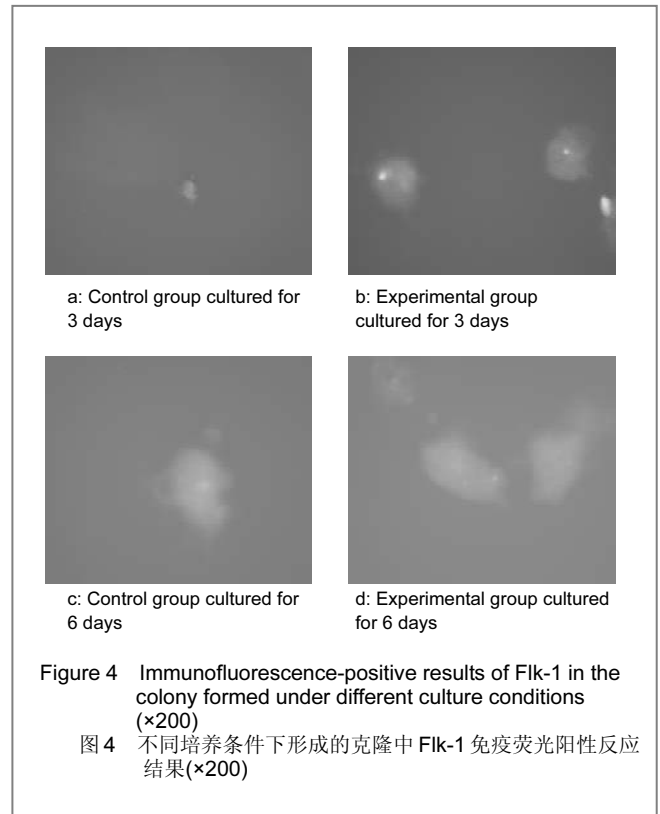 a: Control group cultured for
3 days
b: Experimental group
cultured for 3 days
c: Control group cultured for
6 days
d: Experimental group cultured
for 6 days
Figure 4 Immunofluorescence-positive results of Flk-1 in the
colony formed under different culture conditions
(×200)
图 4 不同培养条件下形成的克隆中 Flk-1 免疫荧光阳性反应
结果(×200)